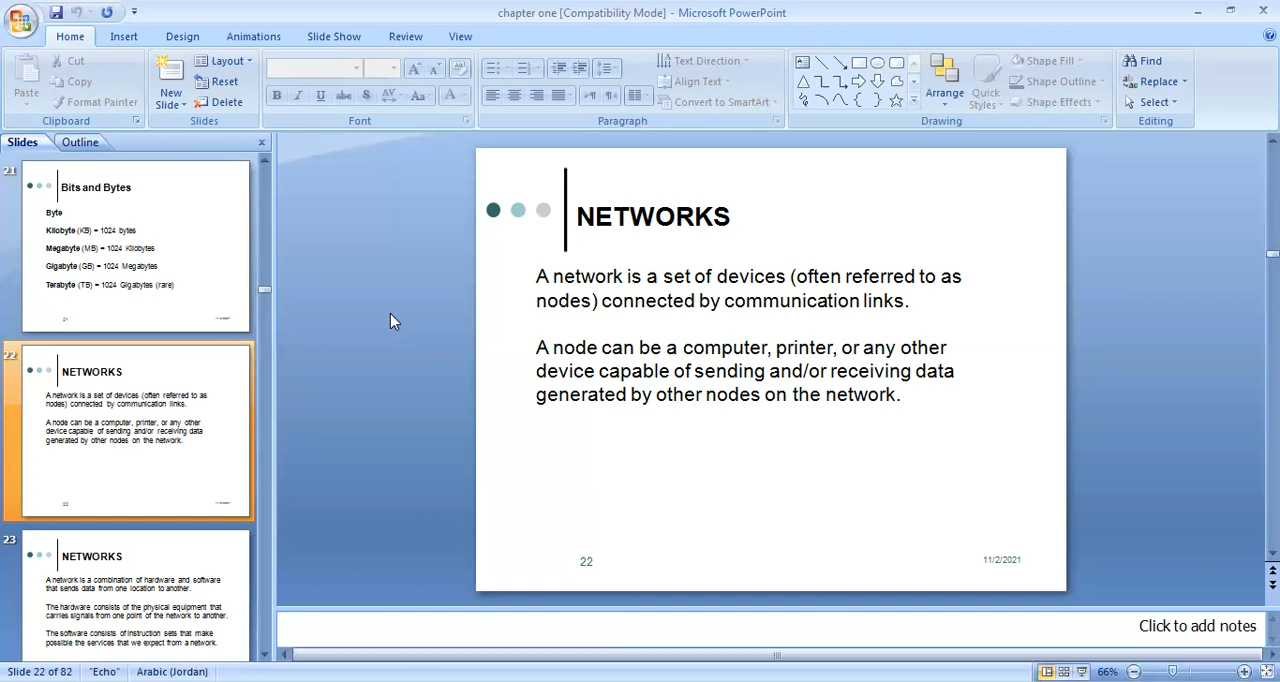 chapter one [Compatibility Mode] - Microsoft PowerPoint
Home Insert Design Animations Slide Show Review View
Paste
Cut
Copy
Format Painter
Clipboard
New Slide
Layout
Reset
Delete
Slides
Font
Text Direction
Align Text
Convert to SmartArt
Paragraph
Arrange
Quick Styles
Shape Fill
Shape Outline
Shape Effects
Drawing
Find
Replace
Select
Editing
Slides Outline
21
Bits and Bytes
Byte
Kilobyte (KB) = 1024 bytes
Megabyte (MB) = 1024 Kilobytes
Gigabyte (GB) = 1024 Megabytes
Terabyte (TB) = 1024 Gigabytes (rare)
21
22
NETWORKS
A network is a set of devices (often referred to as
nodes) connected by communication links.
A node can be a computer, printer, or any other
device capable of sending and/or receiving data
generated by other nodes on the network.
22
23
NETWORKS
A network is a combination of hardware and software
that sends data from one location to another.
The hardware consists of the physical equipment that
carries signals from one point of the network to another.
The software consists of instruction sets that make
possible the services that we expect from a network.
NETWORKS
A network is a set of devices (often referred to as
nodes) connected by communication links.
A node can be a computer, printer, or any other
device capable of sending and/or receiving data
generated by other nodes on the network.
22
11/2/2021
Click to add notes
Slide 22 of 82 "Echo" Arabic (Jordan) 66%